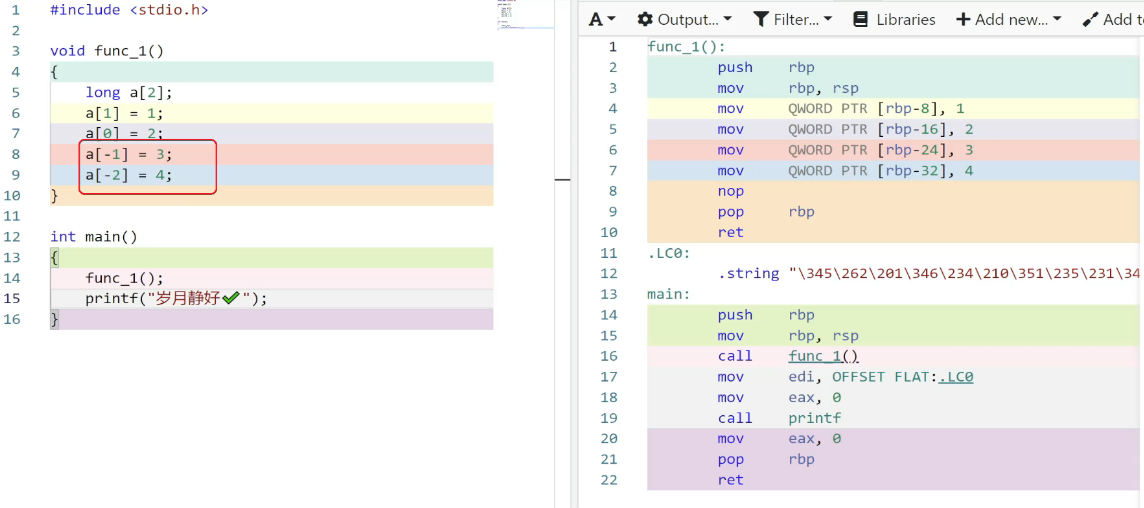 1 #include <stdio.h>
2
3 void func_1()
4 {
5 long a[2];
6 a[1] = 1;
7 a[0] = 2;
8 a[-1] = 3;
9 a[-2] = 4;
10 }
11
12 int main()
13 {
14 func_1();
15 printf("岁月静好✔");
16 }
A Output... Filter... Libraries + Add new... Add
1 func_1():
2 push rbp
3 mov rbp, rsp
4 mov QWORD PTR [rbp-8], 1
5 mov QWORD PTR [rbp-16], 2
6 mov QWORD PTR [rbp-24], 3
7 mov QWORD PTR [rbp-32], 4
8 nop
9 pop rbp
10 ret
11 .LC0:
12 .string "\345\262\201\346\234\210\351\235\231\34
13 main:
14 push rbp
15 mov rbp, rsp
16 call func_1()
17 mov edi, OFFSET FLAT:.LC0
18 mov eax, 0
19 call printf
20 mov eax, 0
21 pop rbp
22 ret